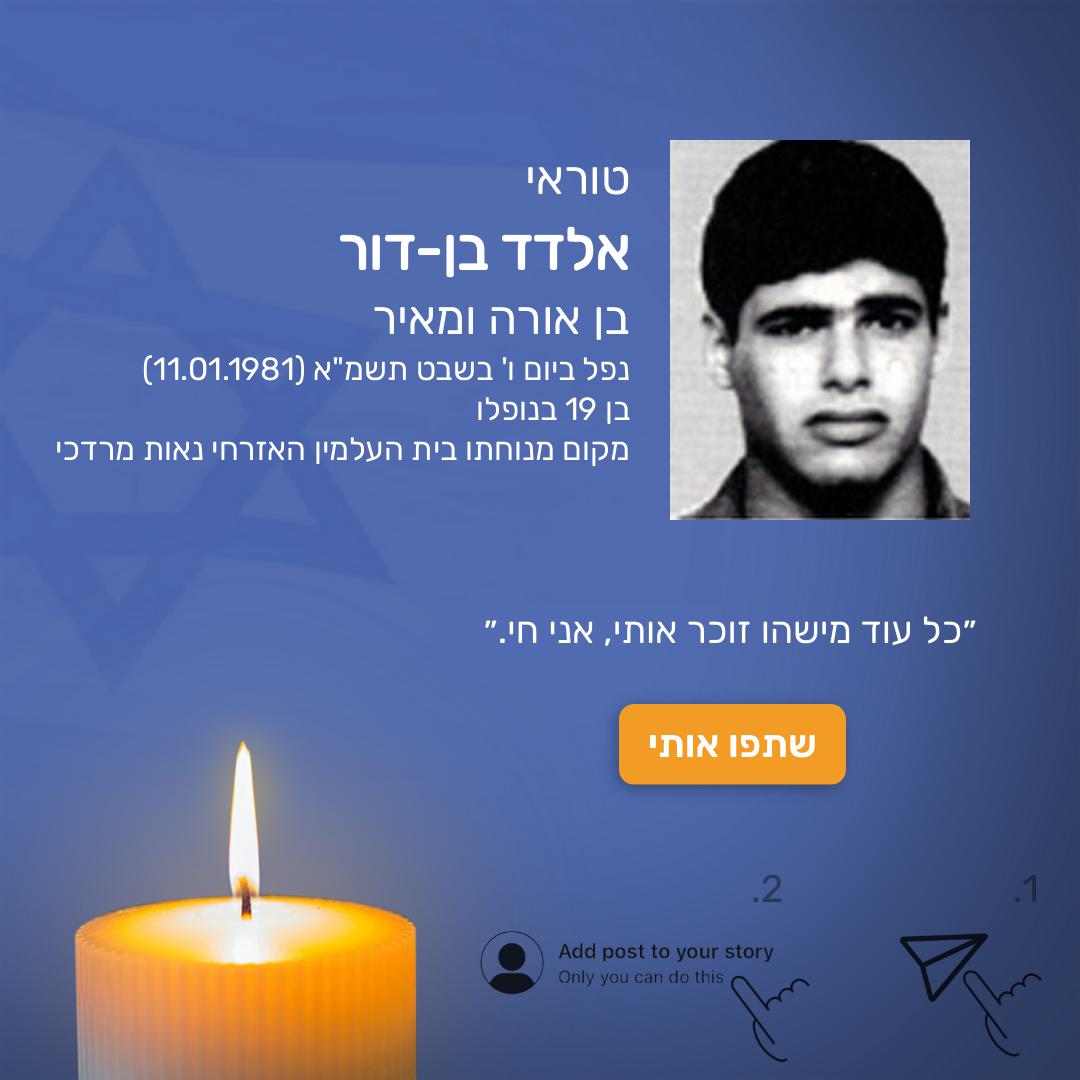 טוראי
אלדד בן-דור
בן אורה ומאיר
נפל ביום ו' בשבט תשמ"א (11.01.1981)
בן 19 בנופלו
מקום מנוחתו בית העלמין האזרחי נאות מרדכי
״כל עוד מישהו זוכר אותי, אני חי.״
שתפו אותי
1.
2.
Add post to your story
Only you can do this